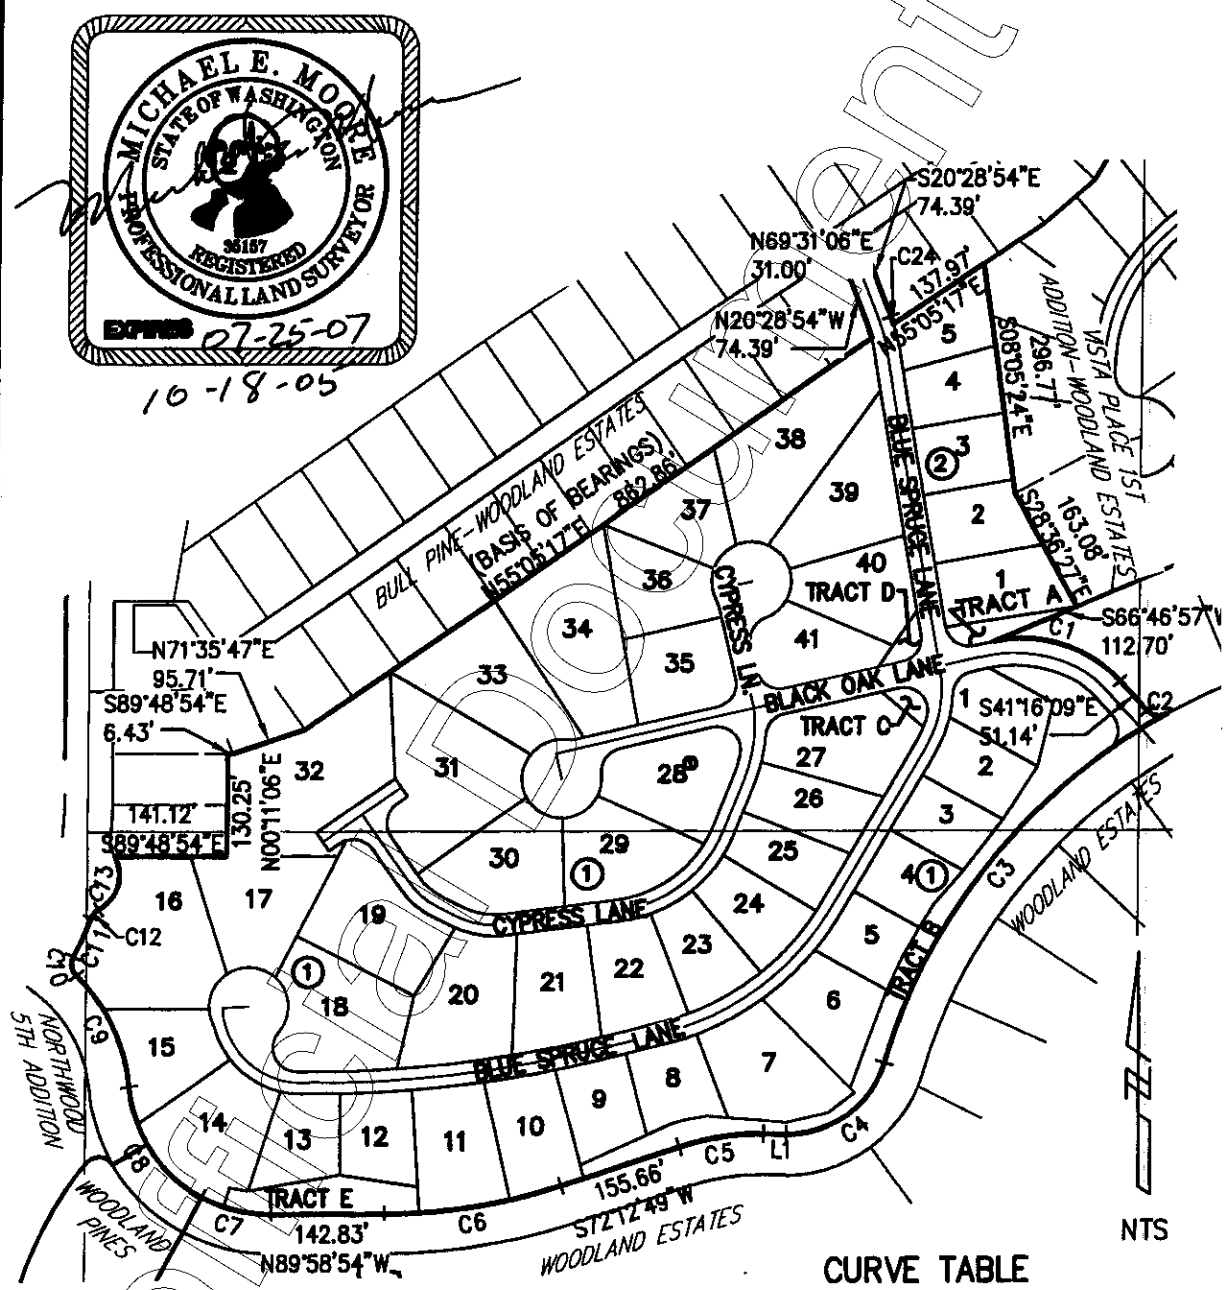 MICHAEL E. MOORE
STATE OF WASHINGTON
35157
REGISTERED
PROFESSIONAL LAND SURVEYOR
EXPIRES 07-25-07
10-18-05
S20°28'54"E
74.39'
N69°31'06"E
31.00'
C24
137.97'
N55°05'17"E
N20°28'54"W
74.39'
5
4
3
2
2
1
S08°05'24"E
296.77'
VISTA PLACE 1ST
ADDITION-WOODLAND ESTATES
S28°36'27"E
163.08'
BULL PINE-WOODLAND ESTATES
(BASIS OF BEARINGS)
N55°05'17"E 882.86'
38
39
37
36
40
TRACT D
41
34
35
33
BLUE SPRUCE LANE
CYPRESS LN.
BLACK OAK LANE
TRACT A
C1
S66°46'57"W
112.70'
C2
S41°16'09"E
51.14'
TRACT C
N71°35'47"E
95.71'
S89°48'54"E
6.43'
32
31
28
27
26
1
2
3
4
1
141.12'
S89°48'54"E
130.25'
N00°11'06"E
30
29
1
25
24
5
C3
WOODLAND ESTATES
TRACT B
C13
16
17
19
CYPRESS LANE
C12
C11
C10
1
18
20
21
22
23
6
C9
15
NORTHWOOD
5TH ADDITION
BLUE SPRUCE LANE
7
8
9
10
11
12
13
14
C8
C4
L1
C5
TRACT E
155.66'
S72°12'49"W
C6
C7
142.83'
N89°58'54"W
WOODLAND
PINES
WOODLAND ESTATES
N
NTS
CURVE TABLE